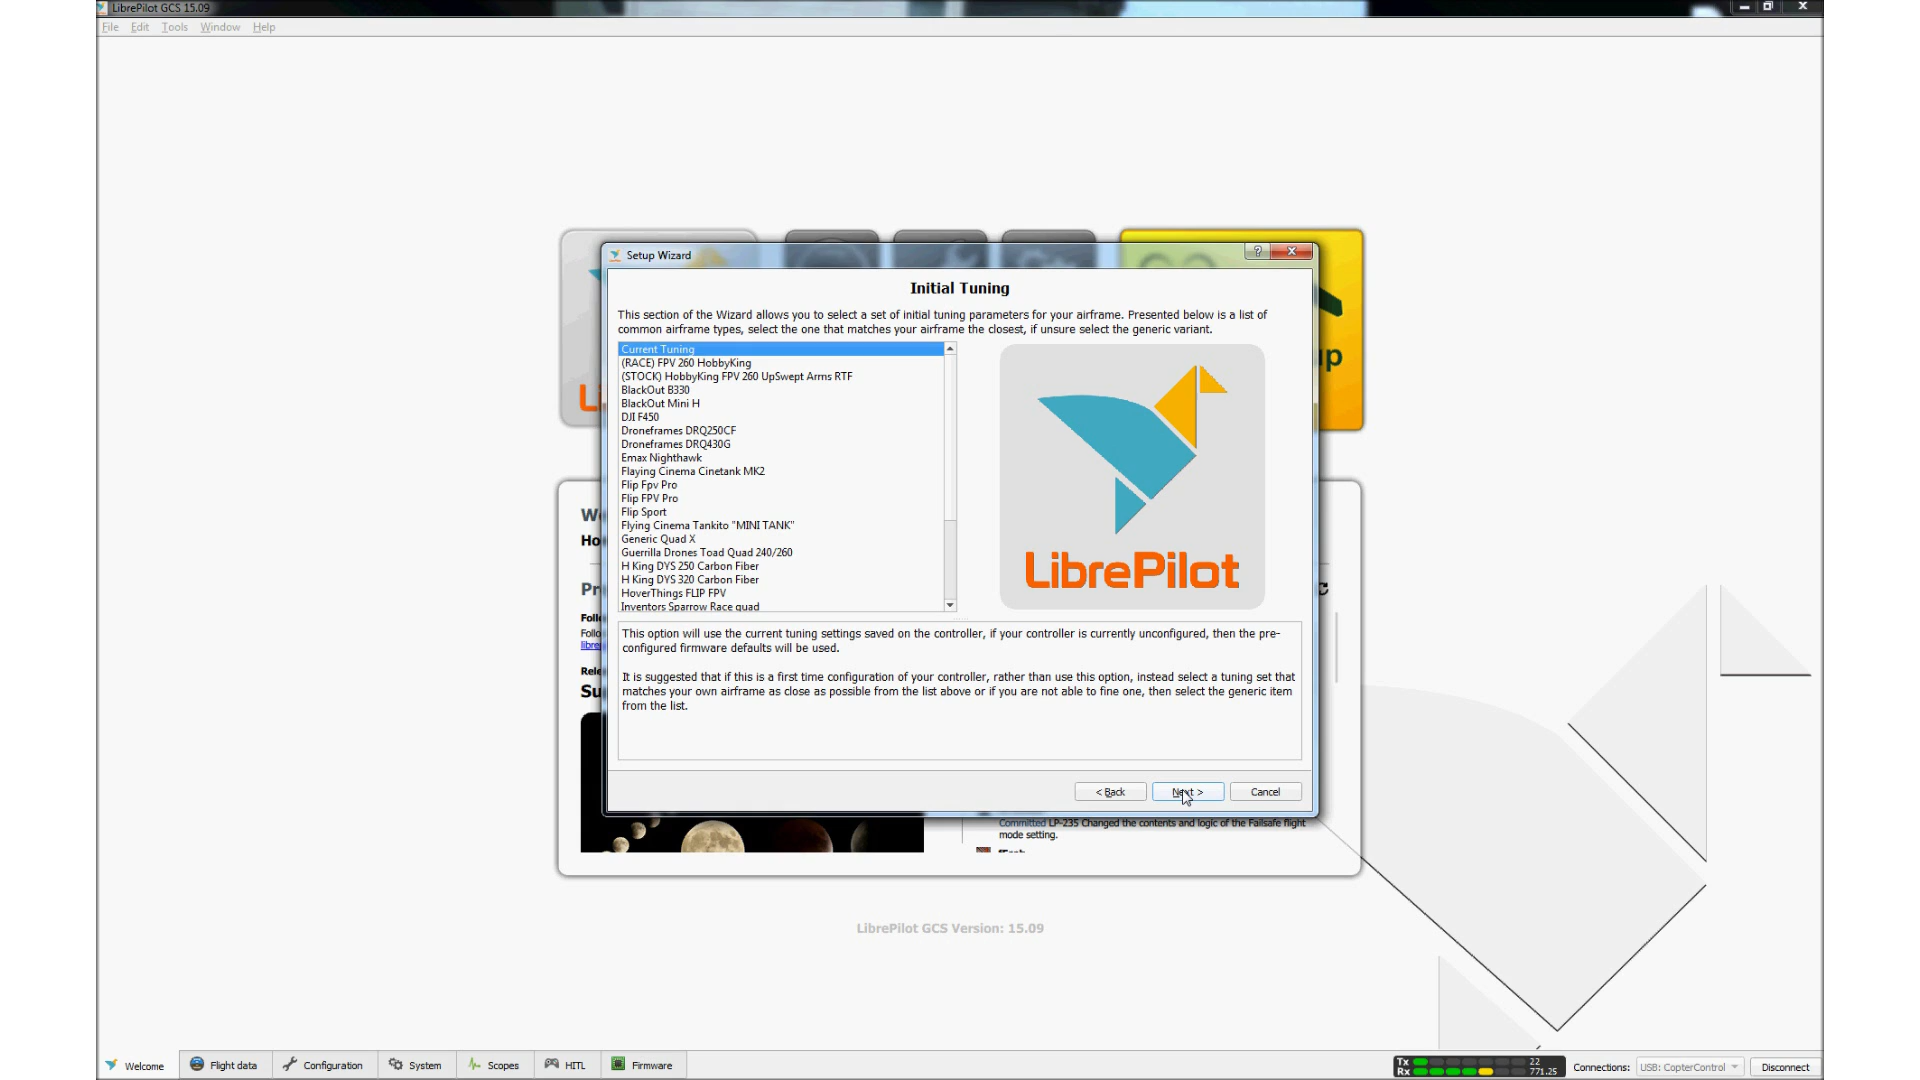 LibrePilot GCS 15.09
File Edit Tools Window Help
Setup Wizard
Initial Tuning
This section of the Wizard allows you to select a set of initial tuning parameters for your airframe. Presented below is a list of
common airframe types, select the one that matches your airframe the closest, if unsure select the generic variant.
Current Tuning
(RACE) FPV 260 HobbyKing
(STOCK) HobbyKing FPV 260 UpSwept Arms RTF
BlackOut B330
BlackOut Mini H
DJI F450
Droneframes DRQ250CF
Droneframes DRQ430G
Emax Nighthawk
Flaying Cinema Cinetank MK2
Flip Fpv Pro
Flip FPV Pro
Flip Sport
Flying Cinema Tankito "MINI TANK"
Generic Quad X
Guerrilla Drones Toad Quad 240/260
H King DYS 250 Carbon Fiber
H King DYS 320 Carbon Fiber
HoverThings FLIP FPV
Inventors Sparrow Race quad
LibrePilot
up
This option will use the current tuning settings saved on the controller, if your controller is currently unconfigured, then the pre-
configured firmware defaults will be used.
It is suggested that if this is a first time configuration of your controller, rather than use this option, instead select a tuning set that
matches your own airframe as close as possible from the list above or if you are not able to fine one, then select the generic item
from the list.
< Back Next > Cancel
Committed LP-235 Changed the contents and logic of the Failsafe flight
mode setting.
LibrePilot GCS Version: 15.09
Welcome Flight data Configuration System Scopes HITL Firmware
Tx 22
Rx 771.25
Connections: USB: CopterControl Disconnect